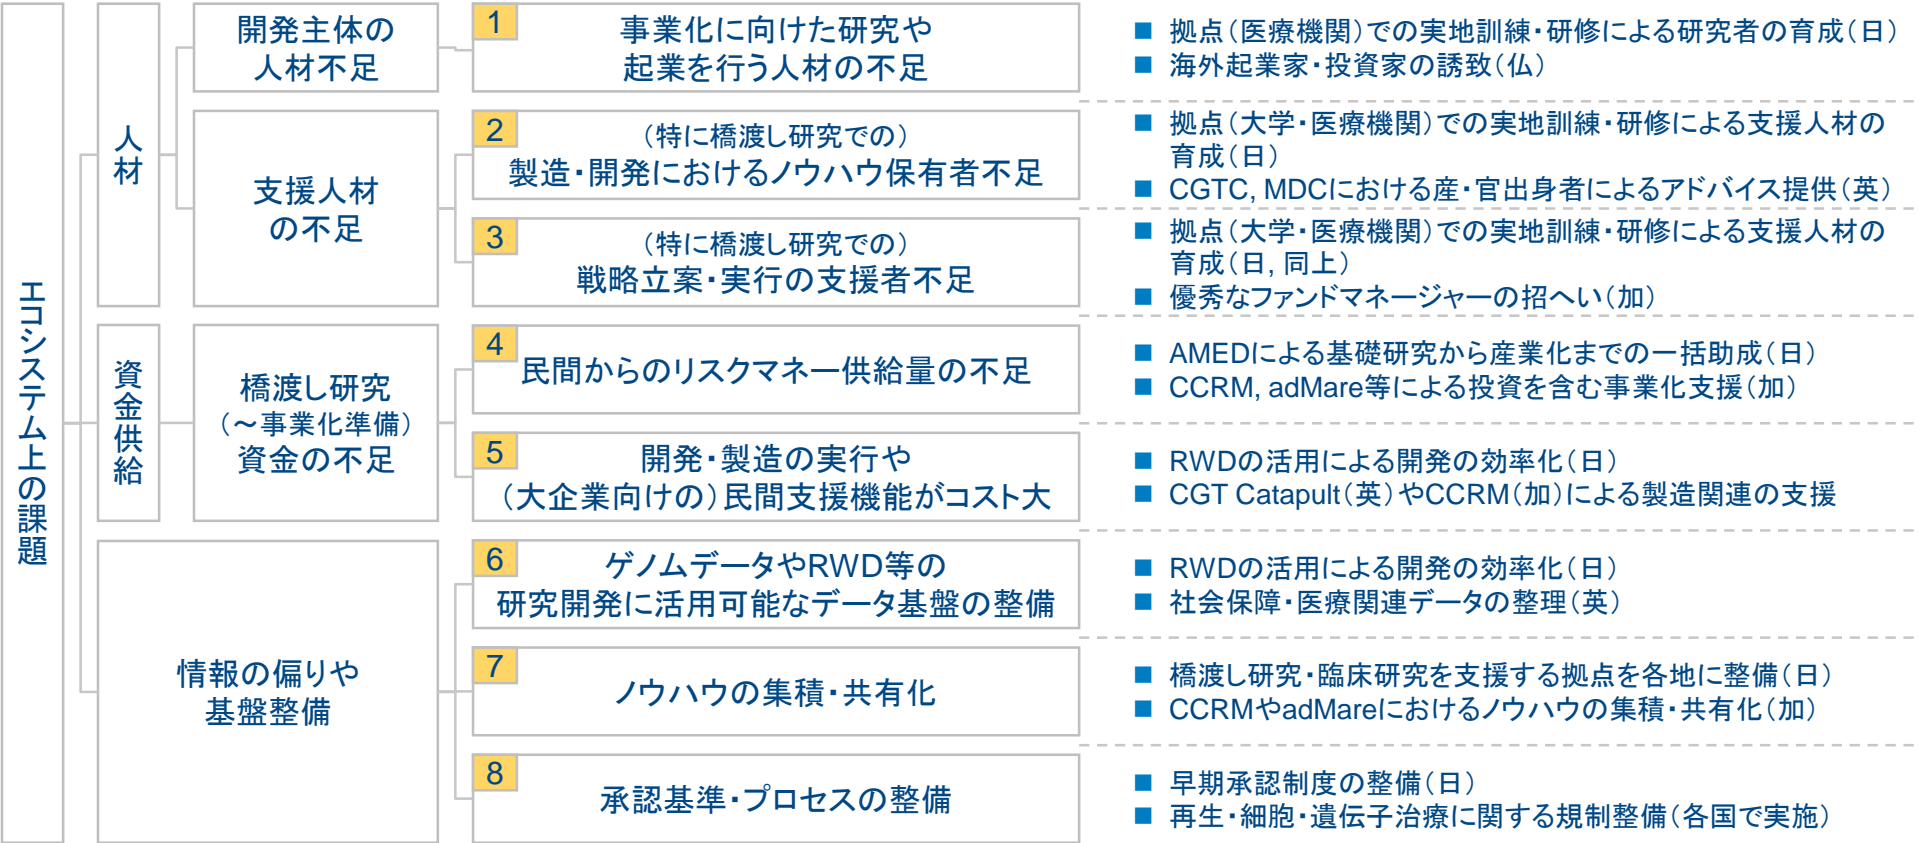 エコシステム上の課題
人材
開発主体の
人材不足
1
事業化に向けた研究や
起業を行う人材の不足
■ 拠点（医療機関）での実地訓練・研修による研究者の育成（日）
■ 海外起業家・投資家の誘致（仏）
支援人材
の不足
2
（特に橋渡し研究での）
製造・開発におけるノウハウ保有者不足
■ 拠点（大学・医療機関）での実地訓練・研修による支援人材の
育成（日）
■ CGTC, MDCにおける産・官出身者によるアドバイス提供（英）
3
（特に橋渡し研究での）
戦略立案・実行の支援者不足
■ 拠点（大学・医療機関）での実地訓練・研修による支援人材の
育成（日, 同上）
■ 優秀なファンドマネージャーの招へい（加）
資金供給
橋渡し研究
（～事業化準備）
資金の不足
4
民間からのリスクマネー供給量の不足
■ AMEDによる基礎研究から産業化までの一括助成（日）
■ CCRM, adMare等による投資を含む事業化支援（加）
5
開発・製造の実行や
（大企業向けの）民間支援機能がコスト大
■ RWDの活用による開発の効率化（日）
■ CGT Catapult（英）やCCRM（加）による製造関連の支援
情報の偏りや
基盤整備
6
ゲノムデータやRWD等の
研究開発に活用可能なデータ基盤の整備
■ RWDの活用による開発の効率化（日）
■ 社会保障・医療関連データの整理（英）
7
ノウハウの集積・共有化
■ 橋渡し研究・臨床研究を支援する拠点を各地に整備（日）
■ CCRMやadMareにおけるノウハウの集積・共有化（加）
8
承認基準・プロセスの整備
■ 早期承認制度の整備（日）
■ 再生・細胞・遺伝子治療に関する規制整備（各国で実施）